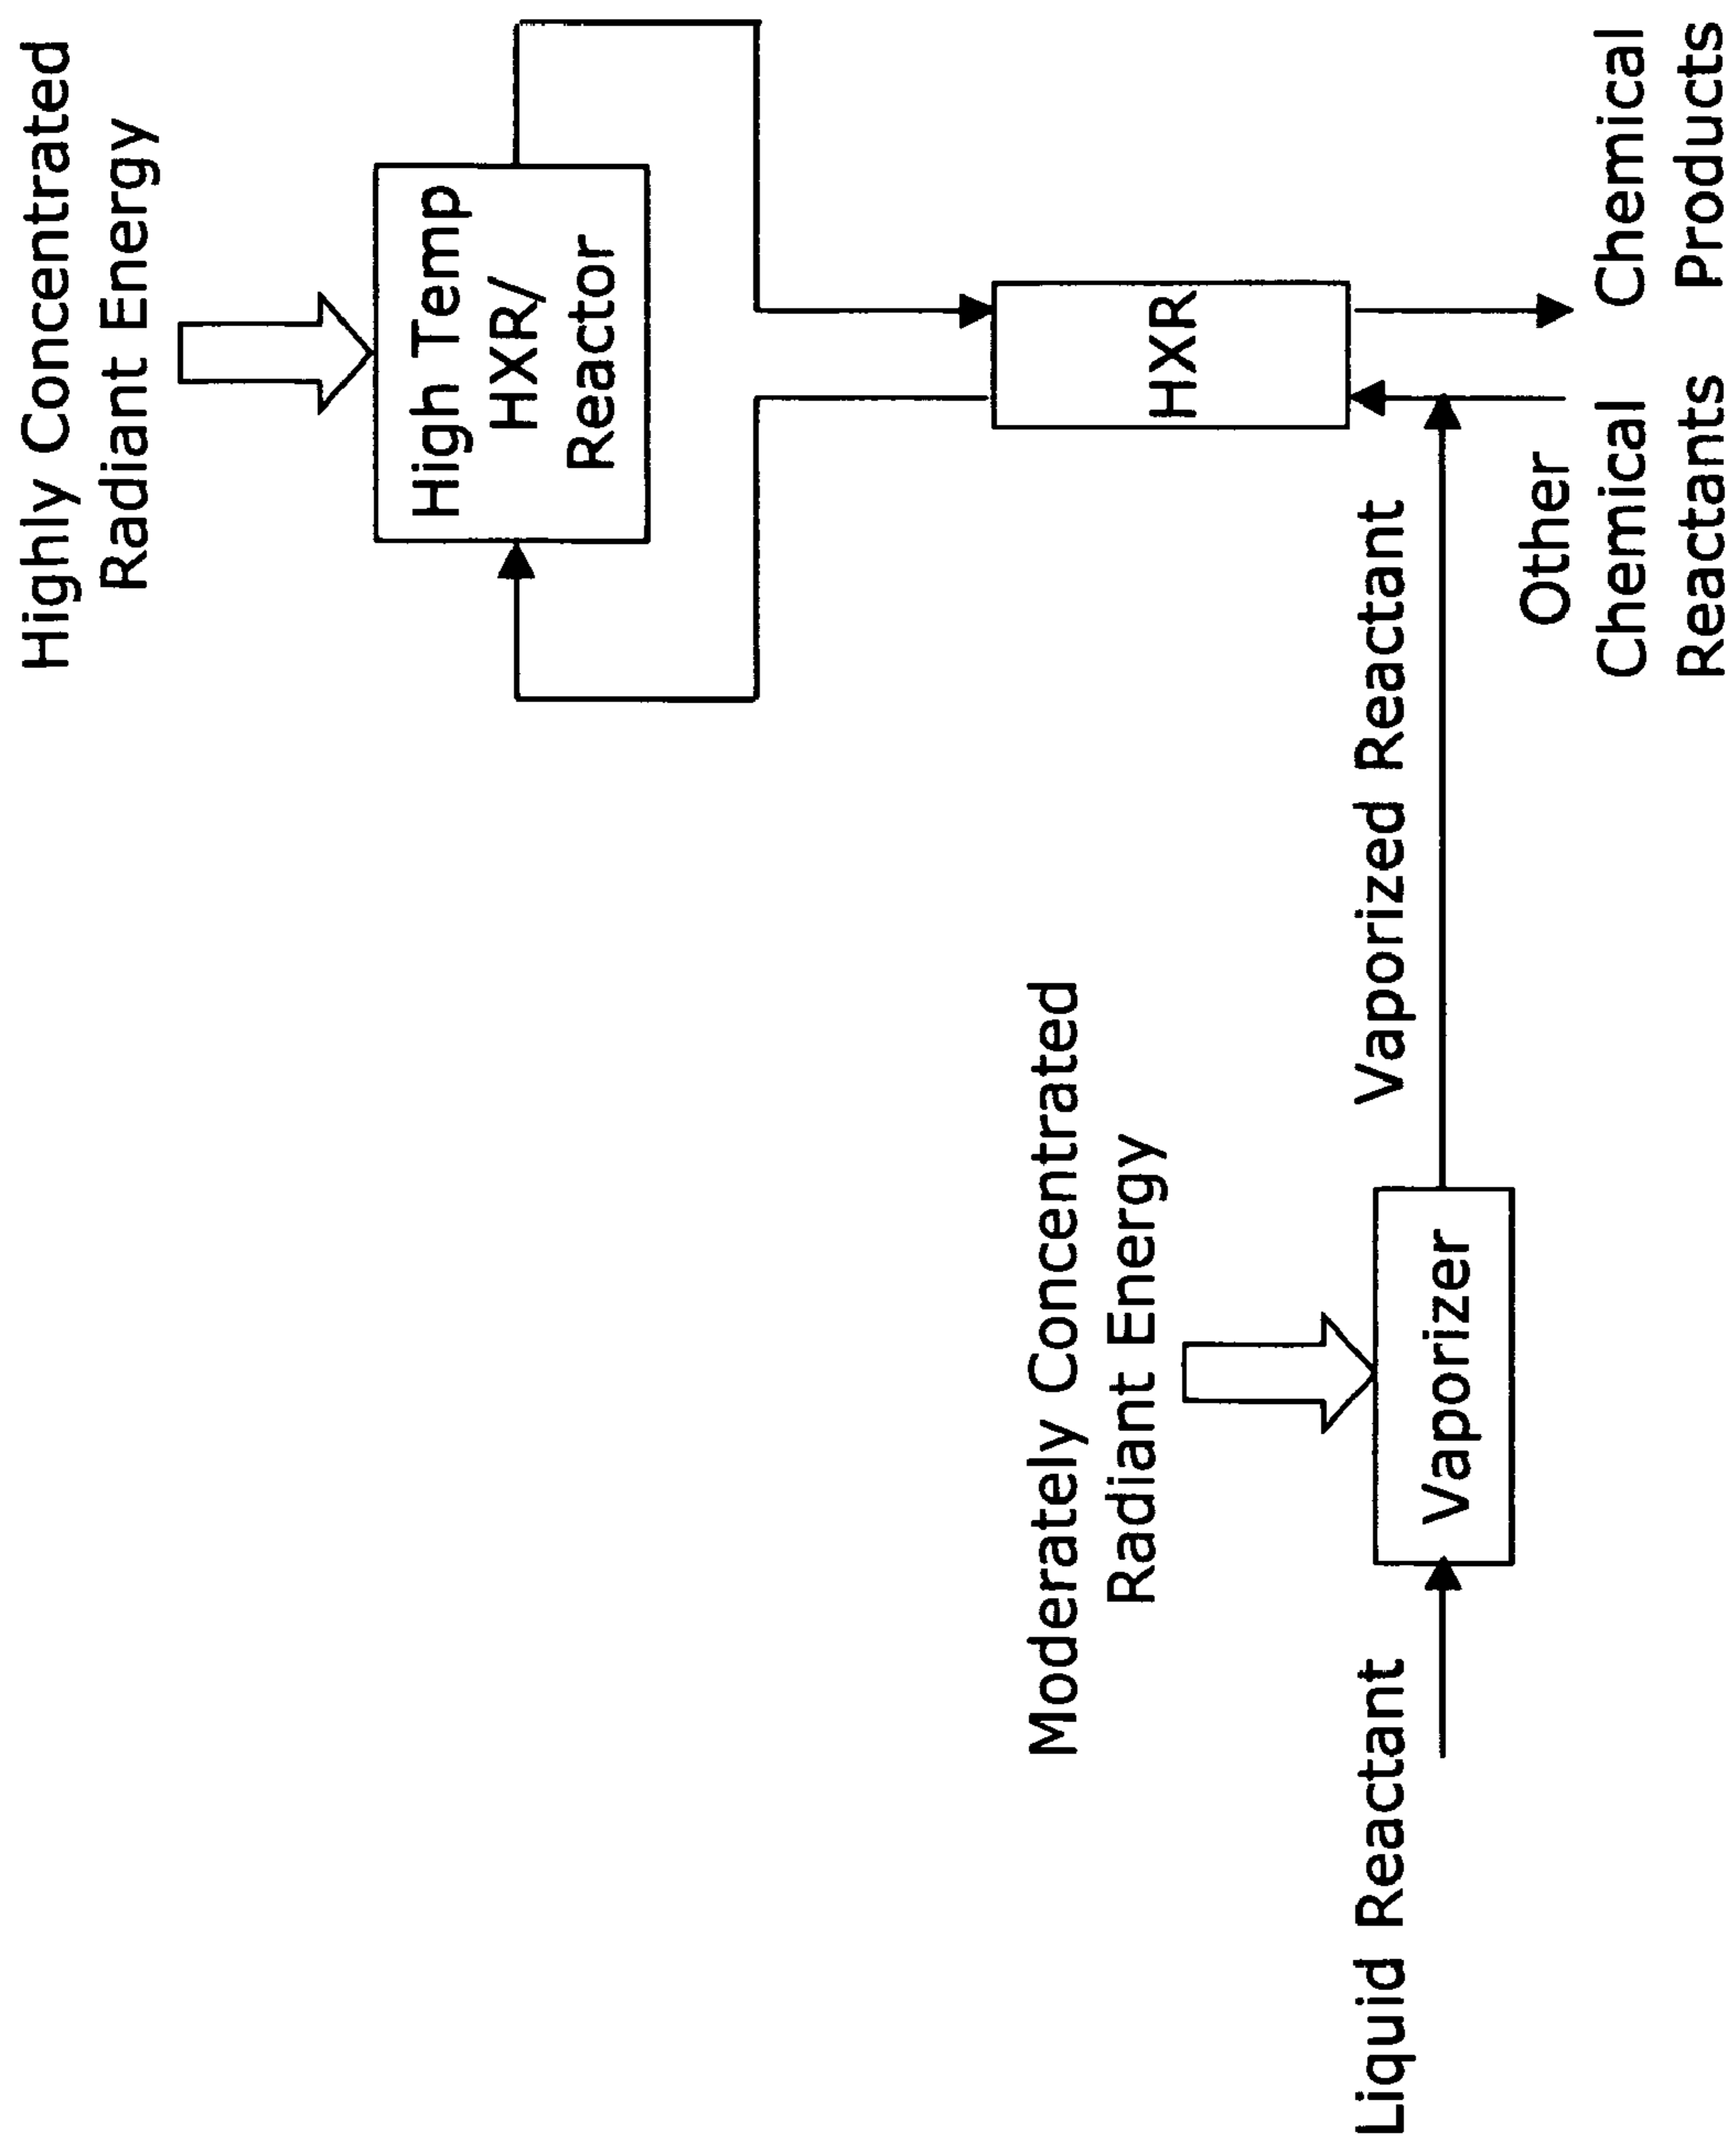 Highly Concentrated
Radiant Energy
High Temp
HXR/
Reactor
Moderately Concentrated
Radiant Energy
HXR
Liquid Reactant
Vaporizer
Vaporized Reactant
Other
Chemical
Reactants
Chemical
Products